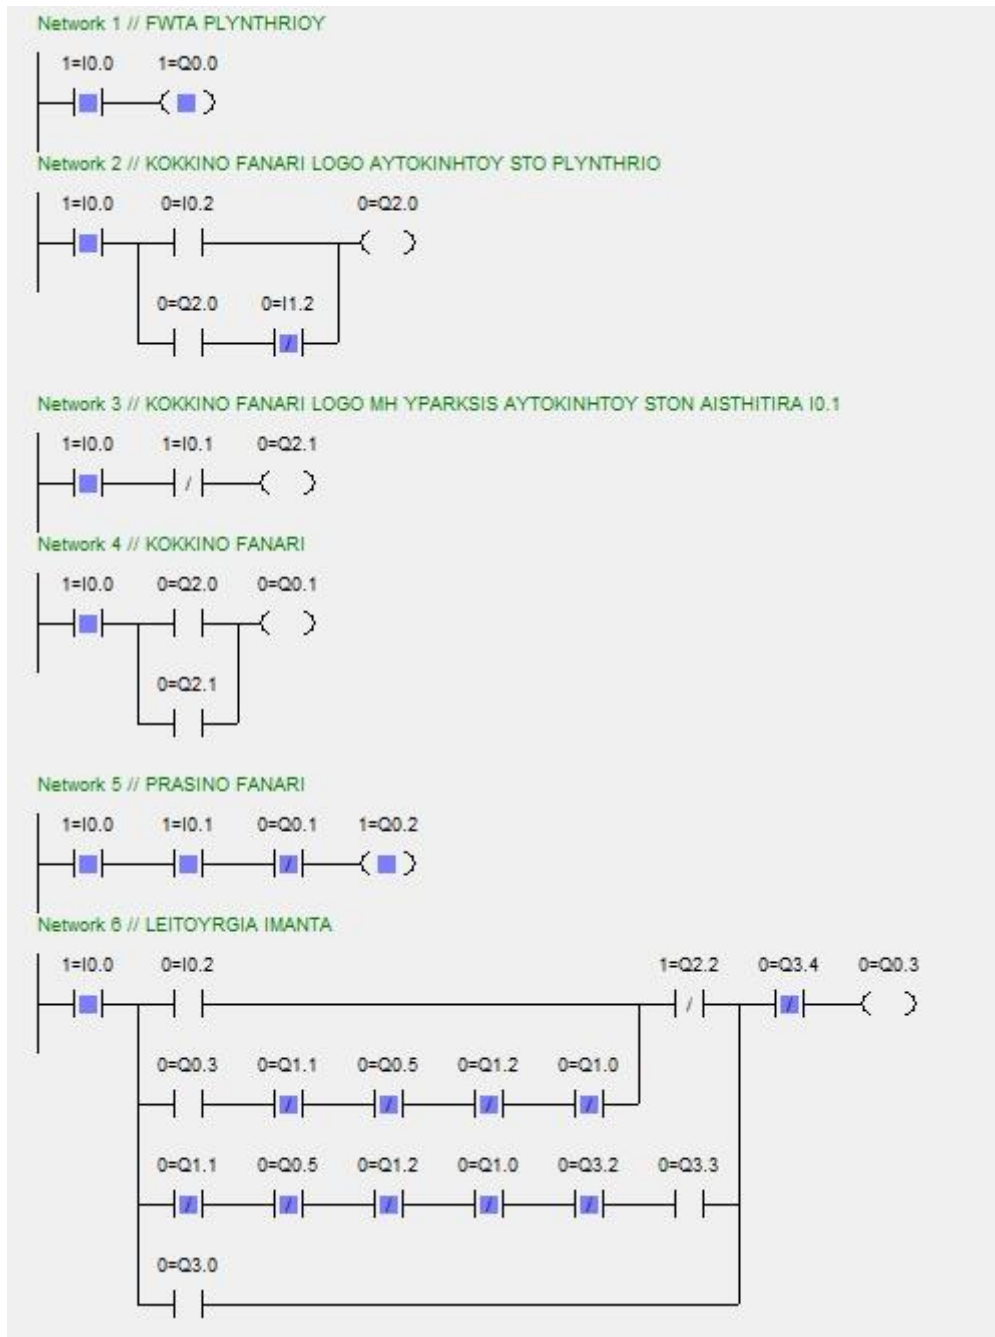 Network 1 // FWTA PLYNTHRIOY
1=I0.0 1=Q0.0
Network 2 // KOKKINO FANARI LOGO AYTOKINHTOY STO PLYNTHRIO
1=I0.0 0=I0.2 0=Q2.0
0=Q2.0 0=I1.2
/
Network 3 // KOKKINO FANARI LOGO MH YPARKSIS AYTOKINHTOY STON AISTHITIRA I0.1
1=I0.0 1=I0.1 0=Q2.1
/
Network 4 // KOKKINO FANARI
1=I0.0 0=Q2.0 0=Q0.1
0=Q2.1
Network 5 // PRASINO FANARI
1=I0.0 1=I0.1 0=Q0.1 1=Q0.2
/
Network 6 // LEITOYRGIA IMANTA
1=I0.0 0=I0.2 1=Q2.2 0=Q3.4 0=Q0.3
/ /
0=Q0.3 0=Q1.1 0=Q0.5 0=Q1.2 0=Q1.0
/ / / /
0=Q1.1 0=Q0.5 0=Q1.2 0=Q1.0 0=Q3.2 0=Q3.3
/ / / / /
0=Q3.0